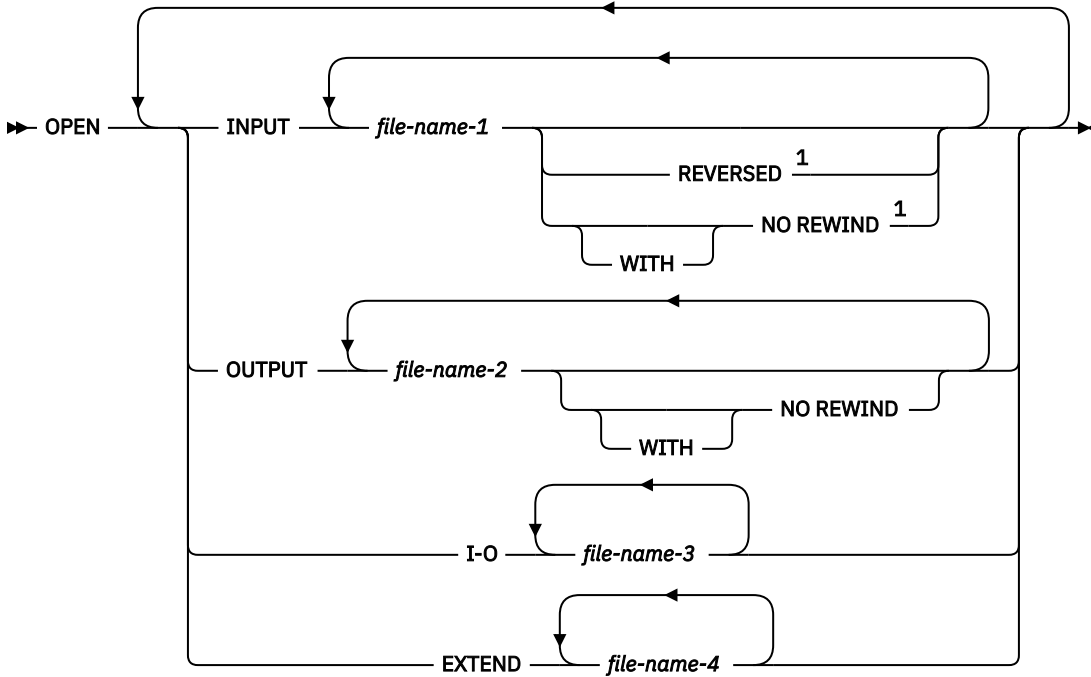 OPEN INPUT file-name-1
REVERSED 1
NO REWIND 1
WITH
OUTPUT file-name-2
NO REWIND
WITH
I-O file-name-3
EXTEND file-name-4